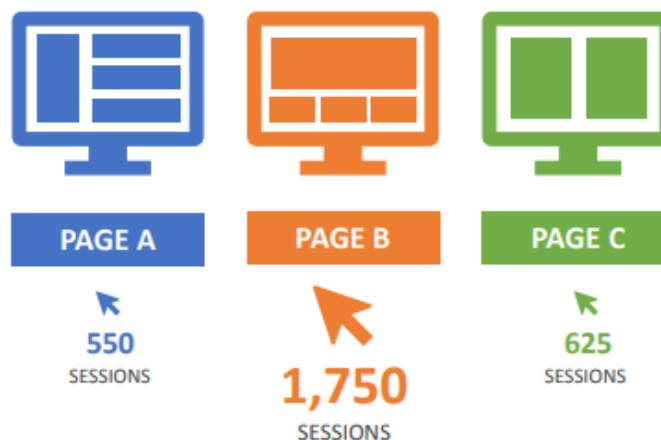 PAGE A
550
SESSIONS
PAGE B
1,750
SESSIONS
PAGE C
625
SESSIONS